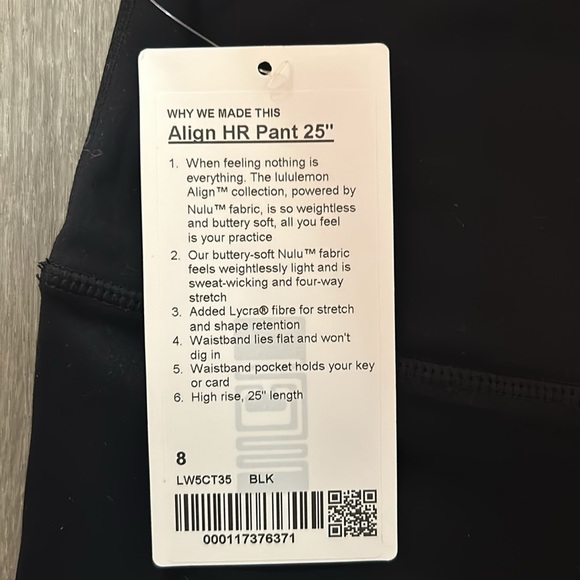 WHY WE MADE THIS
Align HR Pant 25"
1. When feeling nothing is
everything. The lululemon
Align™ collection, powered by
Nulu™ fabric, is so weightless
and buttery soft, all you feel
is your practice
2. Our buttery-soft Nulu™ fabric
feels weightlessly light and is
sweat-wicking and four-way
stretch
3. Added Lycra® fibre for stretch
and shape retention
4. Waistband lies flat and won't
dig in
5. Waistband pocket holds your key
or card
6. High rise, 25" length
8
LW5CT35 BLK
000117376371